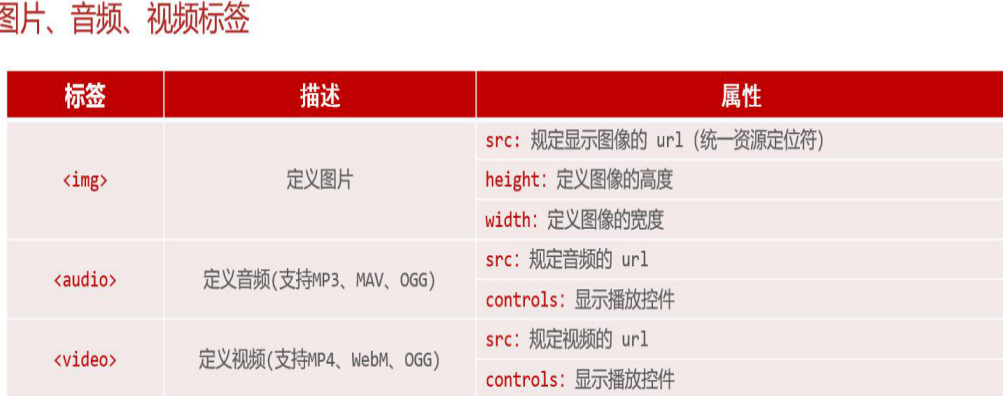 图片、音频、视频标签
标签 描述 属性
<img> 定义图片 src: 规定显示图像的 url (统一资源定位符)
height: 定义图像的高度
width: 定义图像的宽度
<audio> 定义音频(支持MP3、MAV、OGG) src: 规定音频的 url
controls: 显示播放控件
<video> 定义视频(支持MP4、WebM、OGG) src: 规定视频的 url
controls: 显示播放控件